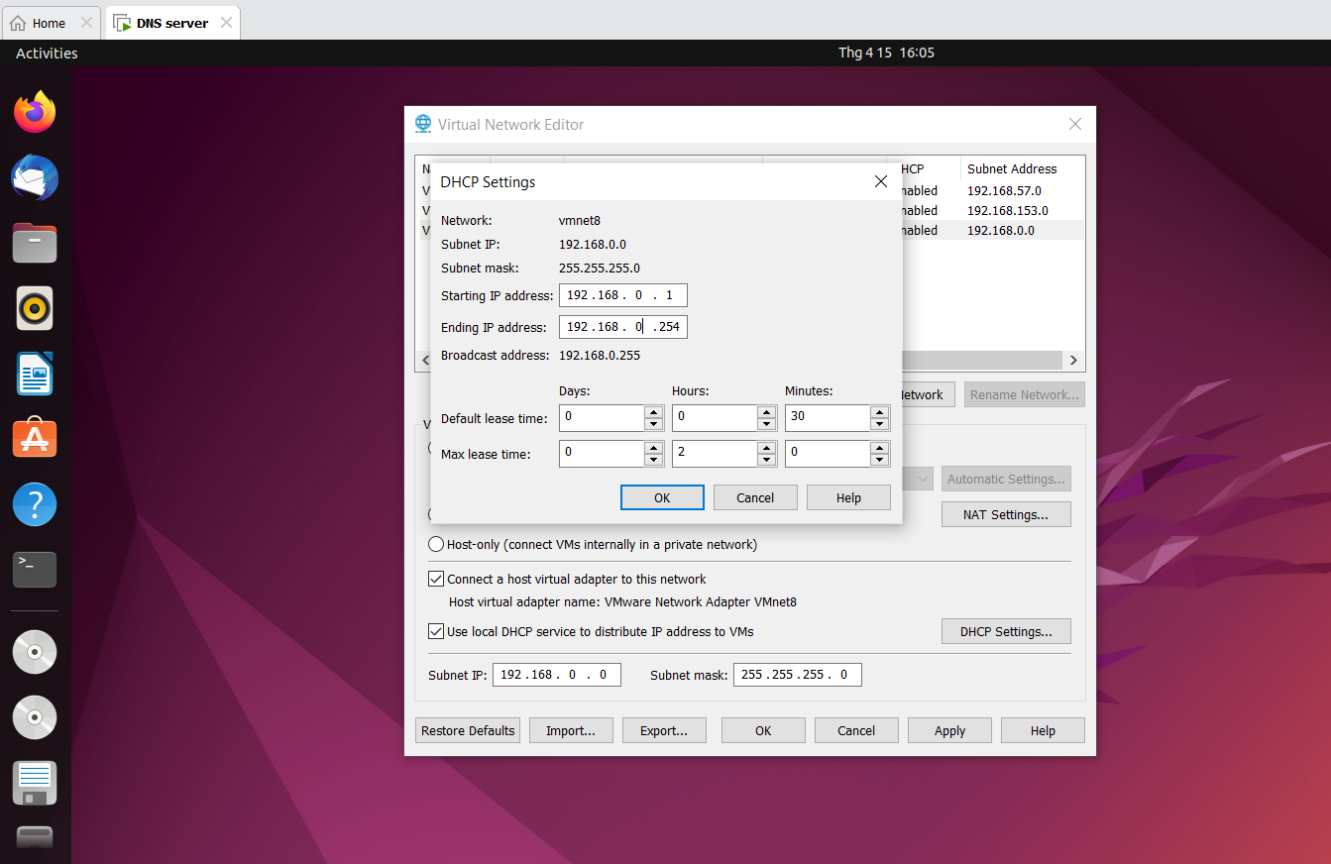 Home
DNS server
Activities
Thg 4 15 16:05
Virtual Network Editor
Subnet Address
192.168.57.0
192.168.153.0
192.168.0.0
DHCP Settings
Network: vmnet8
Subnet IP: 192.168.0.0
Subnet mask: 255.255.255.0
Starting IP address: 192 . 168 . 0 . 1
Ending IP address: 192 . 168 . 0 . 254
Broadcast address: 192.168.0.255
Days: Hours: Minutes:
Default lease time: 0 0 30
Max lease time: 0 2 0
OK Cancel Help
Rename Network...
Automatic Settings...
NAT Settings...
Host-only (connect VMs internally in a private network)
Connect a host virtual adapter to this network
Host virtual adapter name: VMware Network Adapter VMnet8
Use local DHCP service to distribute IP address to VMs
DHCP Settings...
Subnet IP: 192 . 168 . 0 . 0 Subnet mask: 255 . 255 . 255 . 0
Restore Defaults Import... Export... OK Cancel Apply Help